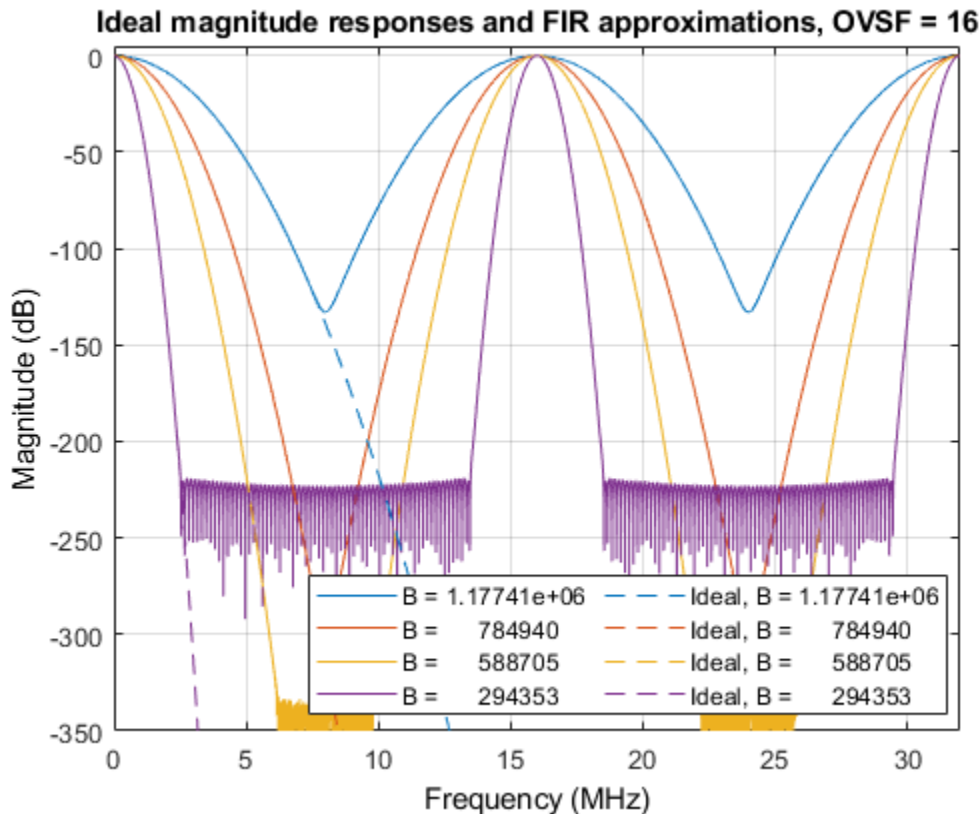 Ideal magnitude responses and FIR approximations, OVSF = 16
0
-50
-100
-150
-200
-250
-300
-350
Magnitude (dB)
B = 1.17741e+06 Ideal, B = 1.17741e+06
B = 784940 Ideal, B = 784940
B = 588705 Ideal, B = 588705
B = 294353 Ideal, B = 294353
0 5 10 15 20 25 30
Frequency (MHz)